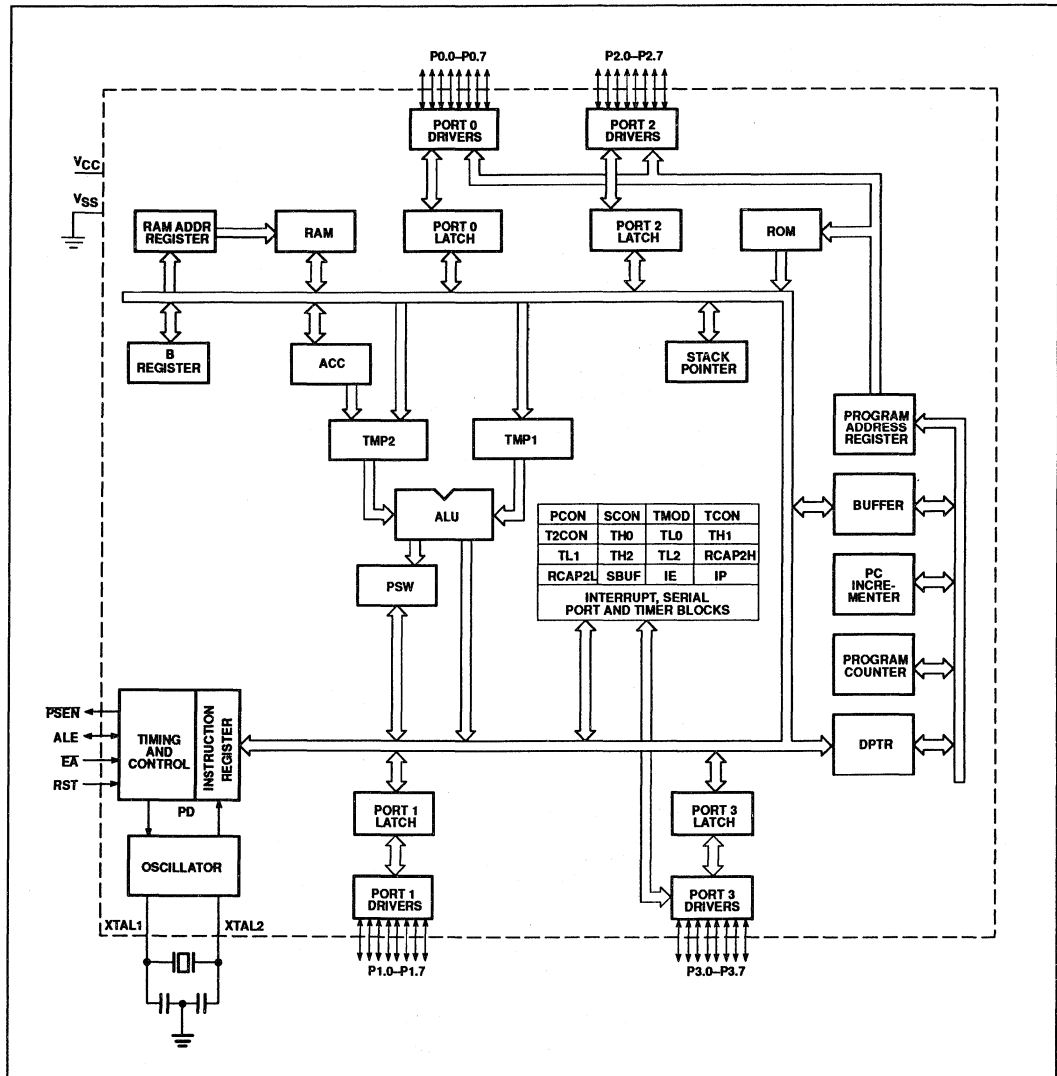 P0.0–P0.7
P2.0–P2.7
PORT 0
DRIVERS
PORT 2
DRIVERS
VCC
VSS
RAM ADDR
REGISTER
RAM
PORT 0
LATCH
PORT 2
LATCH
ROM
B
REGISTER
ACC
STACK
POINTER
TMP2
TMP1
PROGRAM
ADDRESS
REGISTER
ALU
BUFFER
PCON SCON TMOD TCON
T2CON TH0 TL0 TH1
TL1 TH2 TL2 RCAP2H
RCAP2L SBUF IE IP
INTERRUPT, SERIAL
PORT AND TIMER BLOCKS
PSW
PC
INCRE-
MENTER
PROGRAM
COUNTER
PSEN
ALE
EA
RST
TIMING
AND
CONTROL
INSTRUCTION
REGISTER
DPTR
PD
PORT 1
LATCH
PORT 3
LATCH
OSCILLATOR
PORT 1
DRIVERS
PORT 3
DRIVERS
XTAL1
XTAL2
P1.0–P1.7
P3.0–P3.7